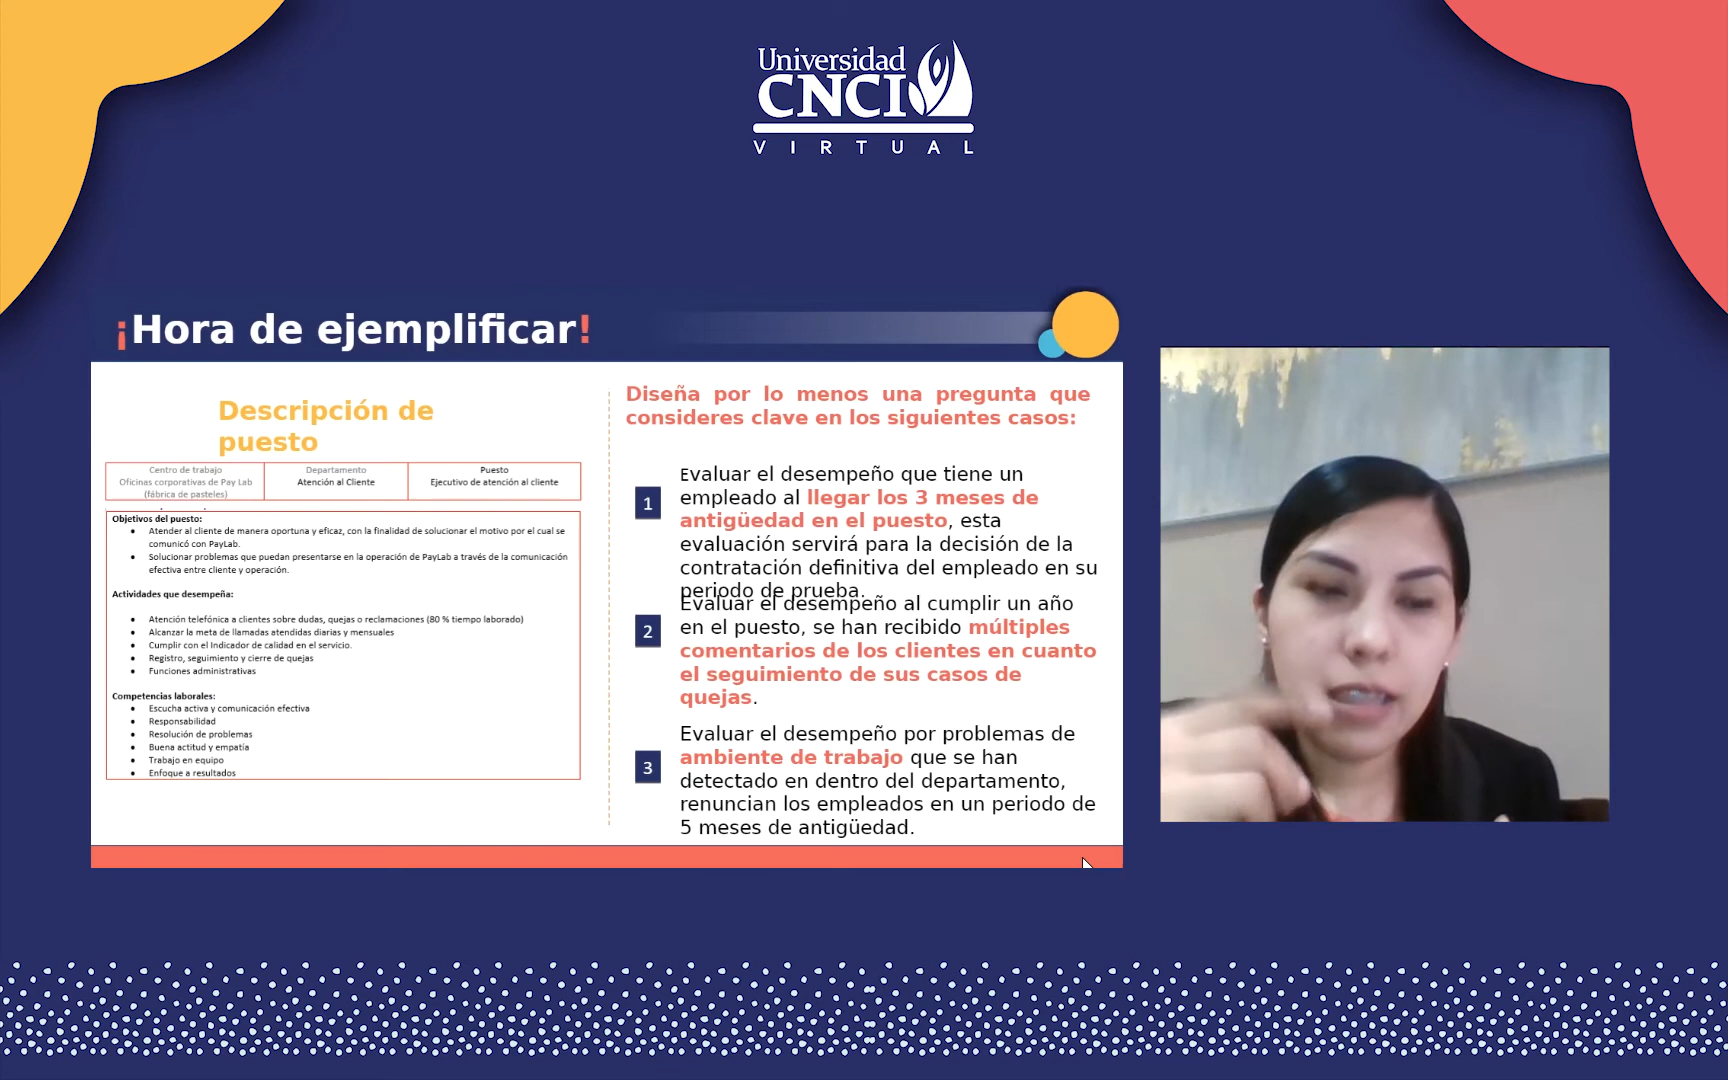 Universidad
CNCI
VIRTUAL
¡Hora de ejemplificar!
Descripción de
puesto
Centro de trabajo
Oficinas corporativas de Pay Lab
(fábrica de pasteles)
Departamento
Atención al Cliente
Puesto
Ejecutivo de atención al cliente
Objetivos del puesto:
• Atender al cliente de manera oportuna y eficaz, con la finalidad de solucionar el motivo por el cual se
comunicó con PayLab.
• Solucionar problemas que puedan presentarse en la operación de PayLab a través de la comunicación
efectiva entre cliente y operación.
Actividades que desempeña:
• Atención telefónica a clientes sobre dudas, quejas o reclamaciones (80 % tiempo laborado)
• Alcanzar la meta de llamadas atendidas diarias y mensuales
• Cumplir con el Indicador de calidad en el servicio.
• Registro, seguimiento y cierre de quejas
• Funciones administrativas
Competencias laborales:
• Escucha activa y comunicación efectiva
• Responsabilidad
• Resolución de problemas
• Buena actitud y empatía
• Trabajo en equipo
• Enfoque a resultados
Diseña por lo menos una pregunta que
consideres clave en los siguientes casos:
1
Evaluar el desempeño que tiene un
empleado al llegar los 3 meses de
antigüedad en el puesto, esta
evaluación servirá para la decisión de la
contratación definitiva del empleado en su
periodo de prueba.
2
Evaluar el desempeño al cumplir un año
en el puesto, se han recibido múltiples
comentarios de los clientes en cuanto
el seguimiento de sus casos de
quejas.
3
Evaluar el desempeño por problemas de
ambiente de trabajo que se han
detectado en dentro del departamento,
renuncian los empleados en un periodo de
5 meses de antigüedad.